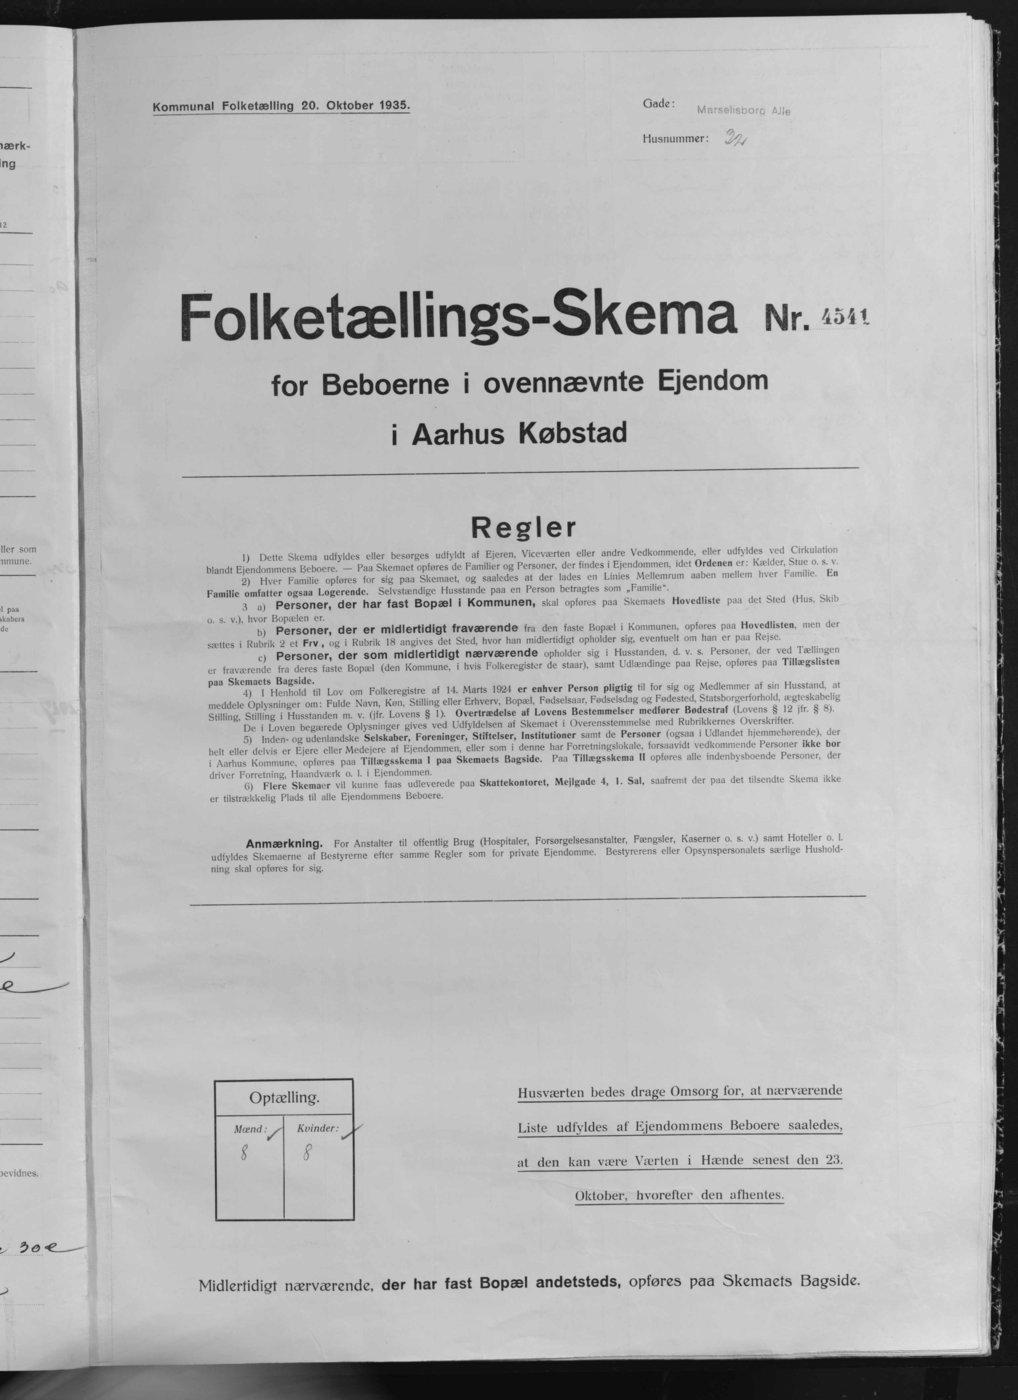 ærk-
ing
12
ller som
mmune.
l paa
skabers
de
bevidnes.
30e
Kommunal Folketælling 20. Oktober 1935.
Gade: Marselisborg Alle
Husnummer: 32
Folketællings-Skema Nr. 4541
for Beboerne i ovennævnte Ejendom
i Aarhus Købstad
Regler
1) Dette Skema udfyldes eller besørges udfyldt af Ejeren, Viceværten eller andre Vedkommende, eller udfyldes ved Cirkulation
blandt Ejendommens Beboere. — Paa Skemaet opføres de Familier og Personer, der findes i Ejendommen, idet Ordenen er: Kælder, Stue o. s. v.
2) Hver Familie opføres for sig paa Skemaet, og saaledes at der lades en Linies Mellemrum aaben mellem hver Familie. En
Familie omfatter ogsaa Logerende. Selvstændige Husstande paa en Person betragtes som „Familie“.
3 a) Personer, der har fast Bopæl i Kommunen, skal opføres paa Skemaets Hovedliste paa det Sted (Hus, Skib
o. s. v.), hvor Bopælen er.
b) Personer, der er midlertidigt fraværende fra den faste Bopæl i Kommunen, opføres paa Hovedlisten, men der
sættes i Rubrik 2 et Frv., og i Rubrik 18 angives det Sted, hvor han midlertidigt opholder sig, eventuelt om han er paa Rejse.
c) Personer, der som midlertidigt nærværende opholder sig i Husstanden, d. v. s. Personer, der ved Tællingen
er fraværende fra deres faste Bopæl (den Kommune, i hvis Folkeregister de staar), samt Udlændinge paa Rejse, opføres paa Tillægslisten
paa Skemaets Bagside.
4) I Henhold til Lov om Folkeregistre af 14. Marts 1924 er enhver Person pligtig til for sig og Medlemmer af sin Husstand, at
meddele Oplysninger om: Fulde Navn, Køn, Stilling eller Erhverv, Bopæl, Fødselsaar, Fødselsdag og Fødested, Statsborgerforhold, ægteskabelig
Stilling, Stilling i Husstanden m. v. (jfr. Lovens § 1). Overtrædelse af Lovens Bestemmelser medfører Bødestraf (Lovens § 12 jfr. § 8).
De i Loven begærede Oplysninger gives ved Udfyldelsen af Skemaet i Overensstemmelse med Rubrikkernes Overskrifter.
5) Inden- og udenlandske Selskaber, Foreninger, Stiftelser, Institutioner samt de Personer (ogsaa i Udlandet hjemmehørende), der
helt eller delvis er Ejere eller Medejere af Ejendommen, eller som i denne har Forretningslokale, forsaavidt vedkommende Personer ikke bor
i Aarhus Kommune, opføres paa Tillægsskema I paa Skemaets Bagside. Paa Tillægsskema II opføres alle indenbysboende Personer, der
driver Forretning, Haandværk o. l. i Ejendommen.
6) Flere Skemaer vil kunne faas udleverede paa Skattekontoret, Mejlgade 4, 1. Sal, saafremt der paa det tilsendte Skema ikke
er tilstrækkelig Plads til alle Ejendommens Beboere.
Anmærkning. For Anstalter til offentlig Brug (Hospitaler, Forsørgelsesanstalter, Fængsler, Kaserner o. s. v.) samt Hoteller o. l.
udfyldes Skemaerne af Bestyrerne efter samme Regler som for private Ejendomme. Bestyrerens eller Opsynspersonalets særlige Hushold-
ning skal opføres for sig.
Optælling.
Mænd: Kvinder:
8 8
Husværten bedes drage Omsorg for, at nærværende
Liste udfyldes af Ejendommens Beboere saaledes,
at den kan være Værten i Hænde senest den 23.
Oktober, hvorefter den afhentes.
Midlertidigt nærværende, der har fast Bopæl andetsteds, opføres paa Skemaets Bagside.